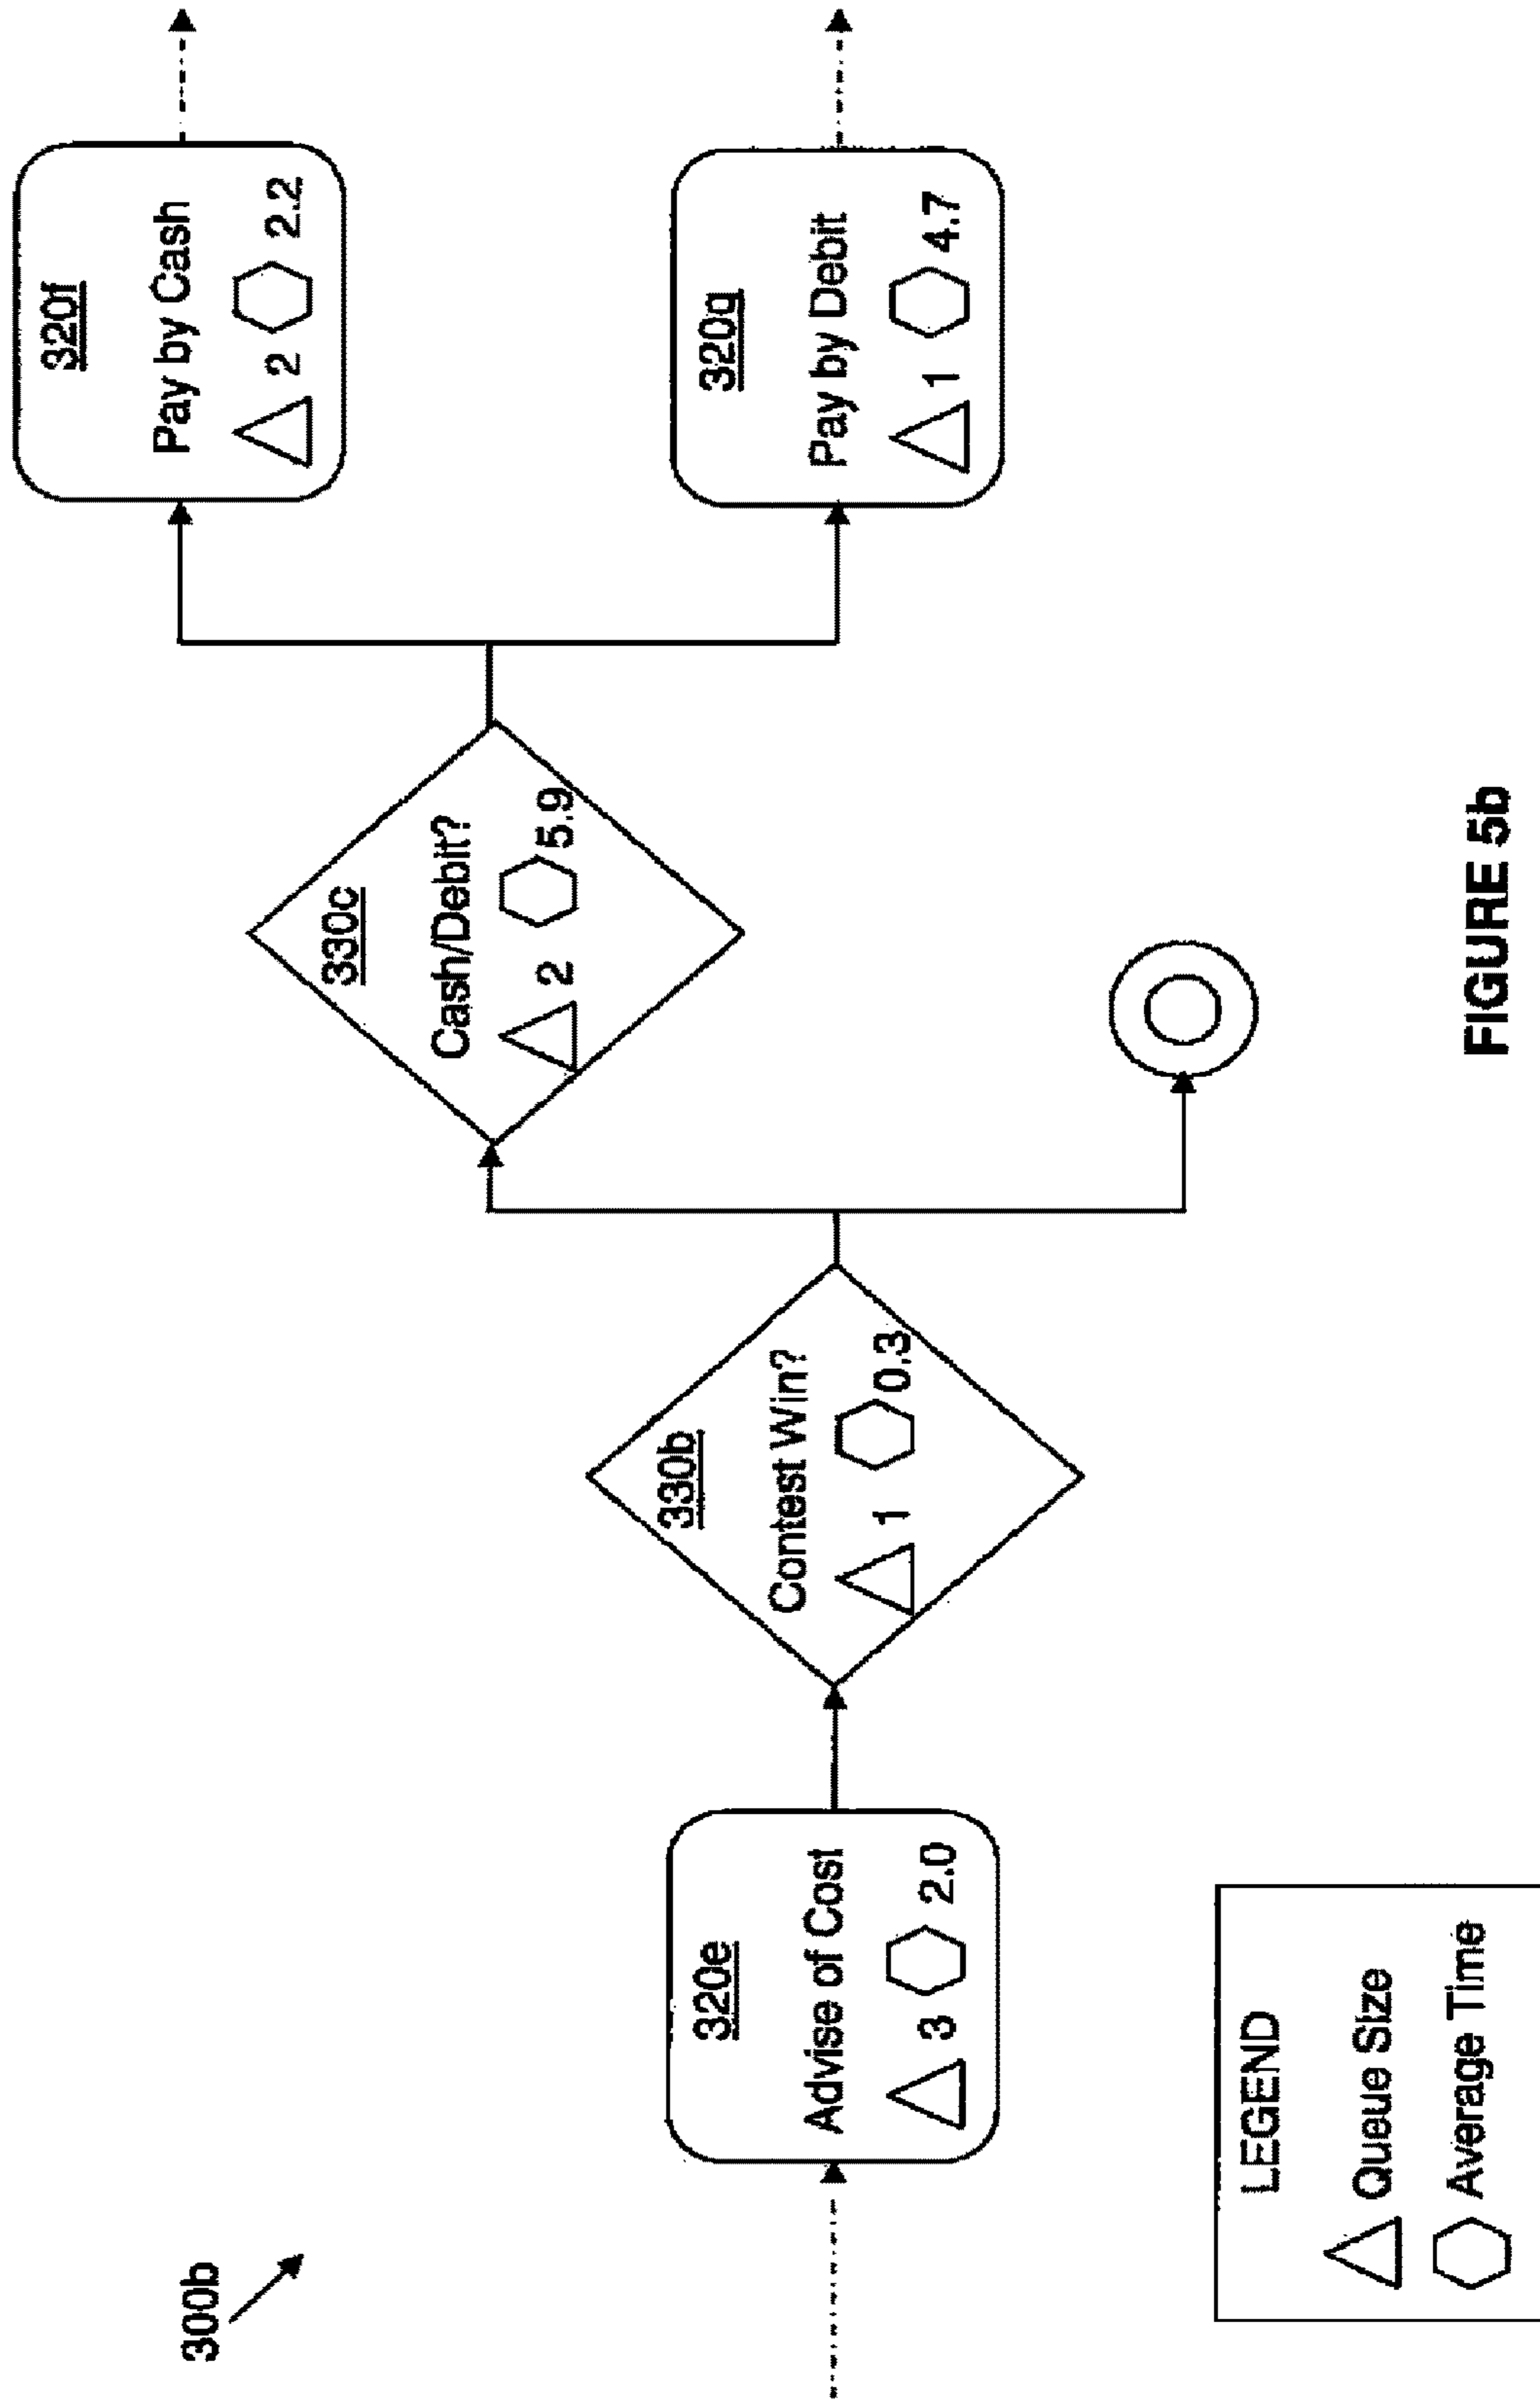 300b
320e
Advise of Cost
3 2.0
330b
Contest Win?
1 0.3
330c
Cash/Debit?
2 5.9
320f
Pay by Cash
2 2.2
320g
Pay by Debit
1 4.7
LEGEND
Queue Size
Average Time
FIGURE 5b